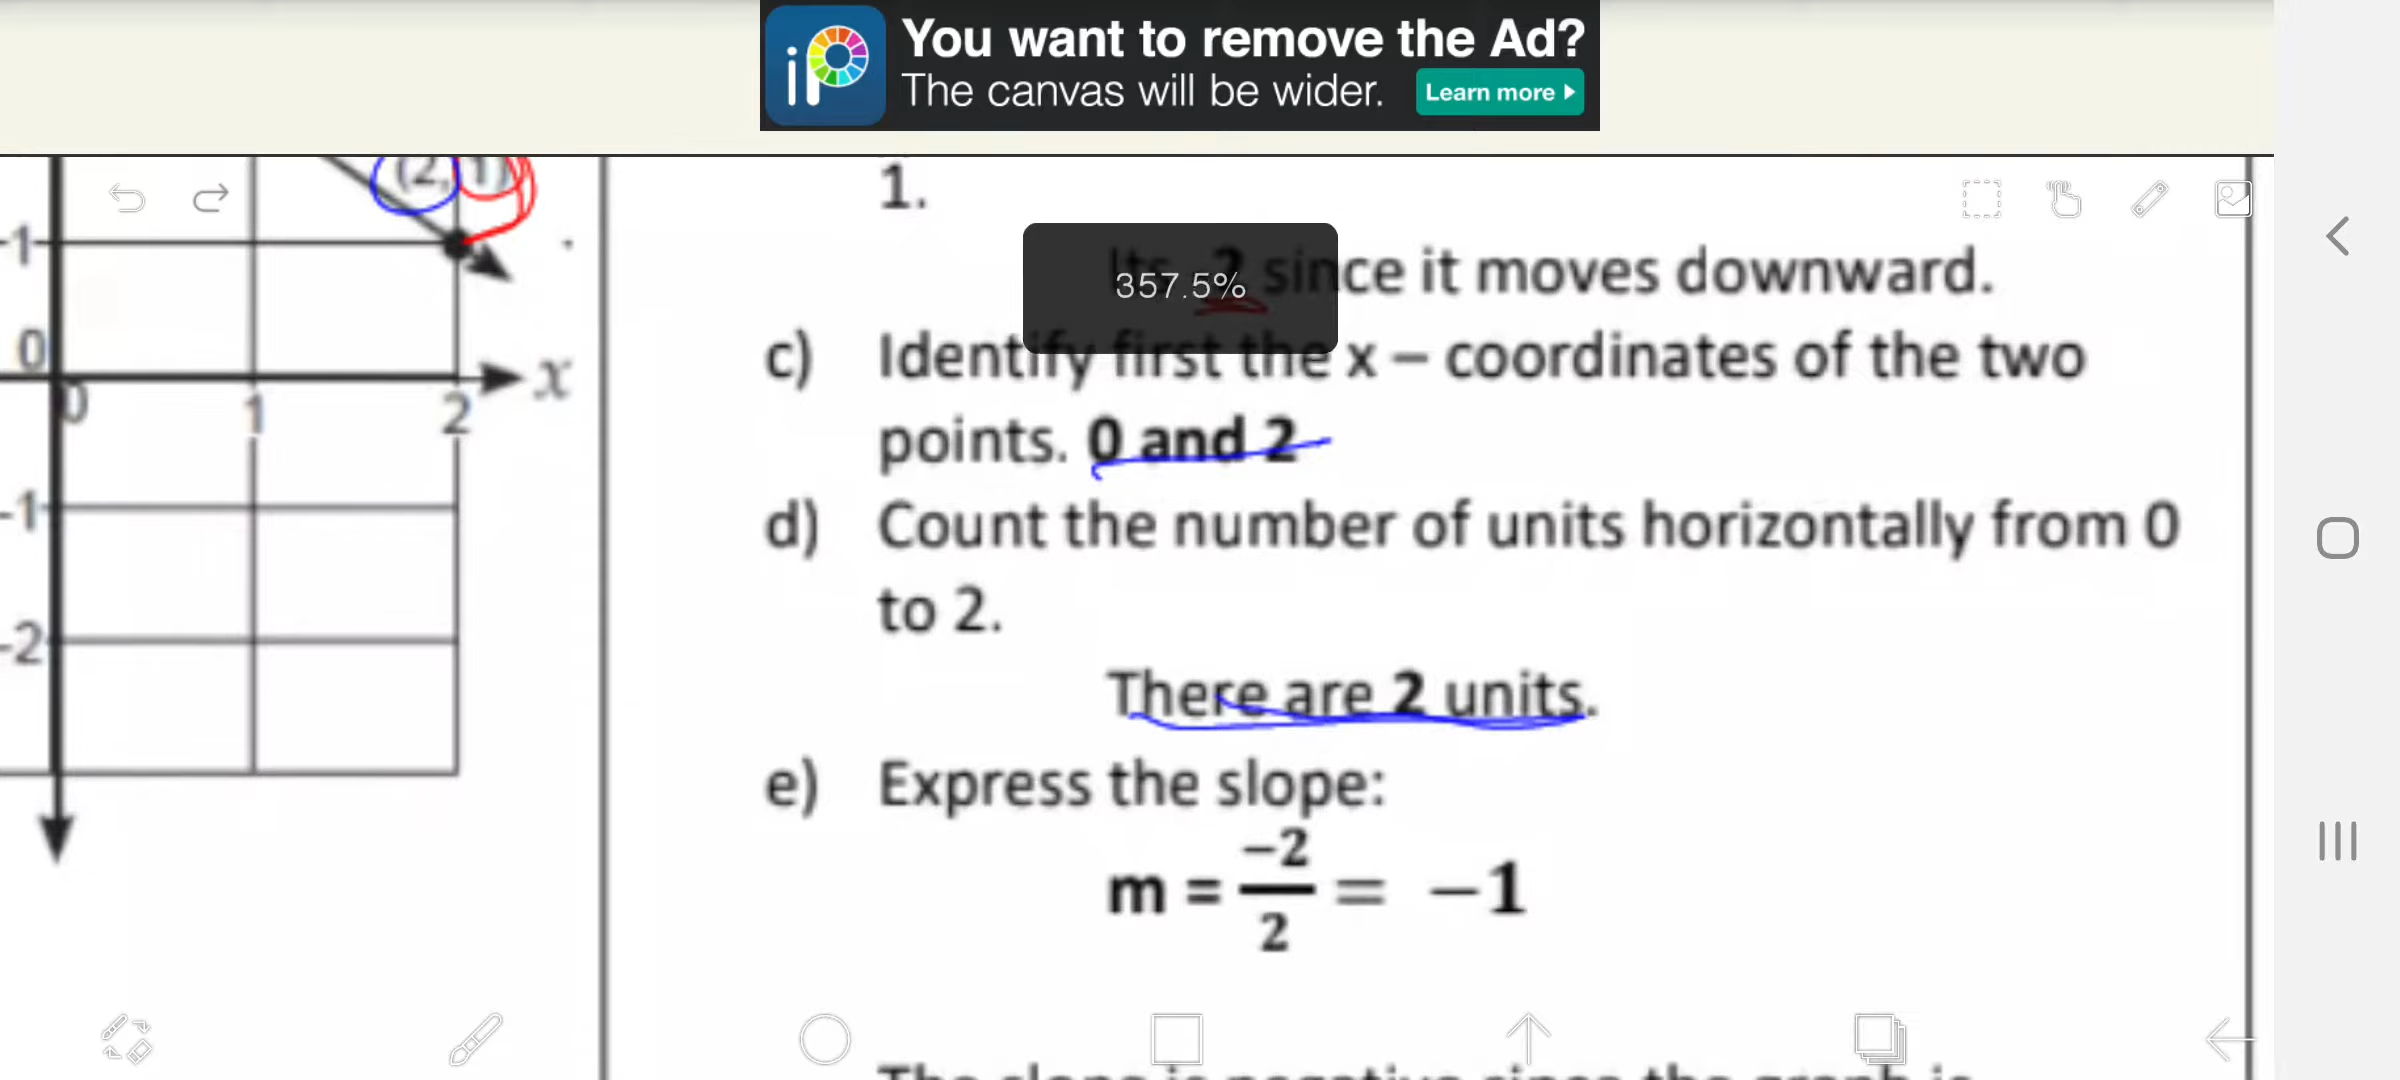 You want to remove the Ad?
The canvas will be wider. Learn more
(2, 1)
1
0
0 1 2
x
-1
-2
1.
Its -2 since it moves downward.
357.5%
c) Identify first the x – coordinates of the two
points. 0 and 2
d) Count the number of units horizontally from 0
to 2.
There are 2 units.
e) Express the slope:
m = −2/2 = −1